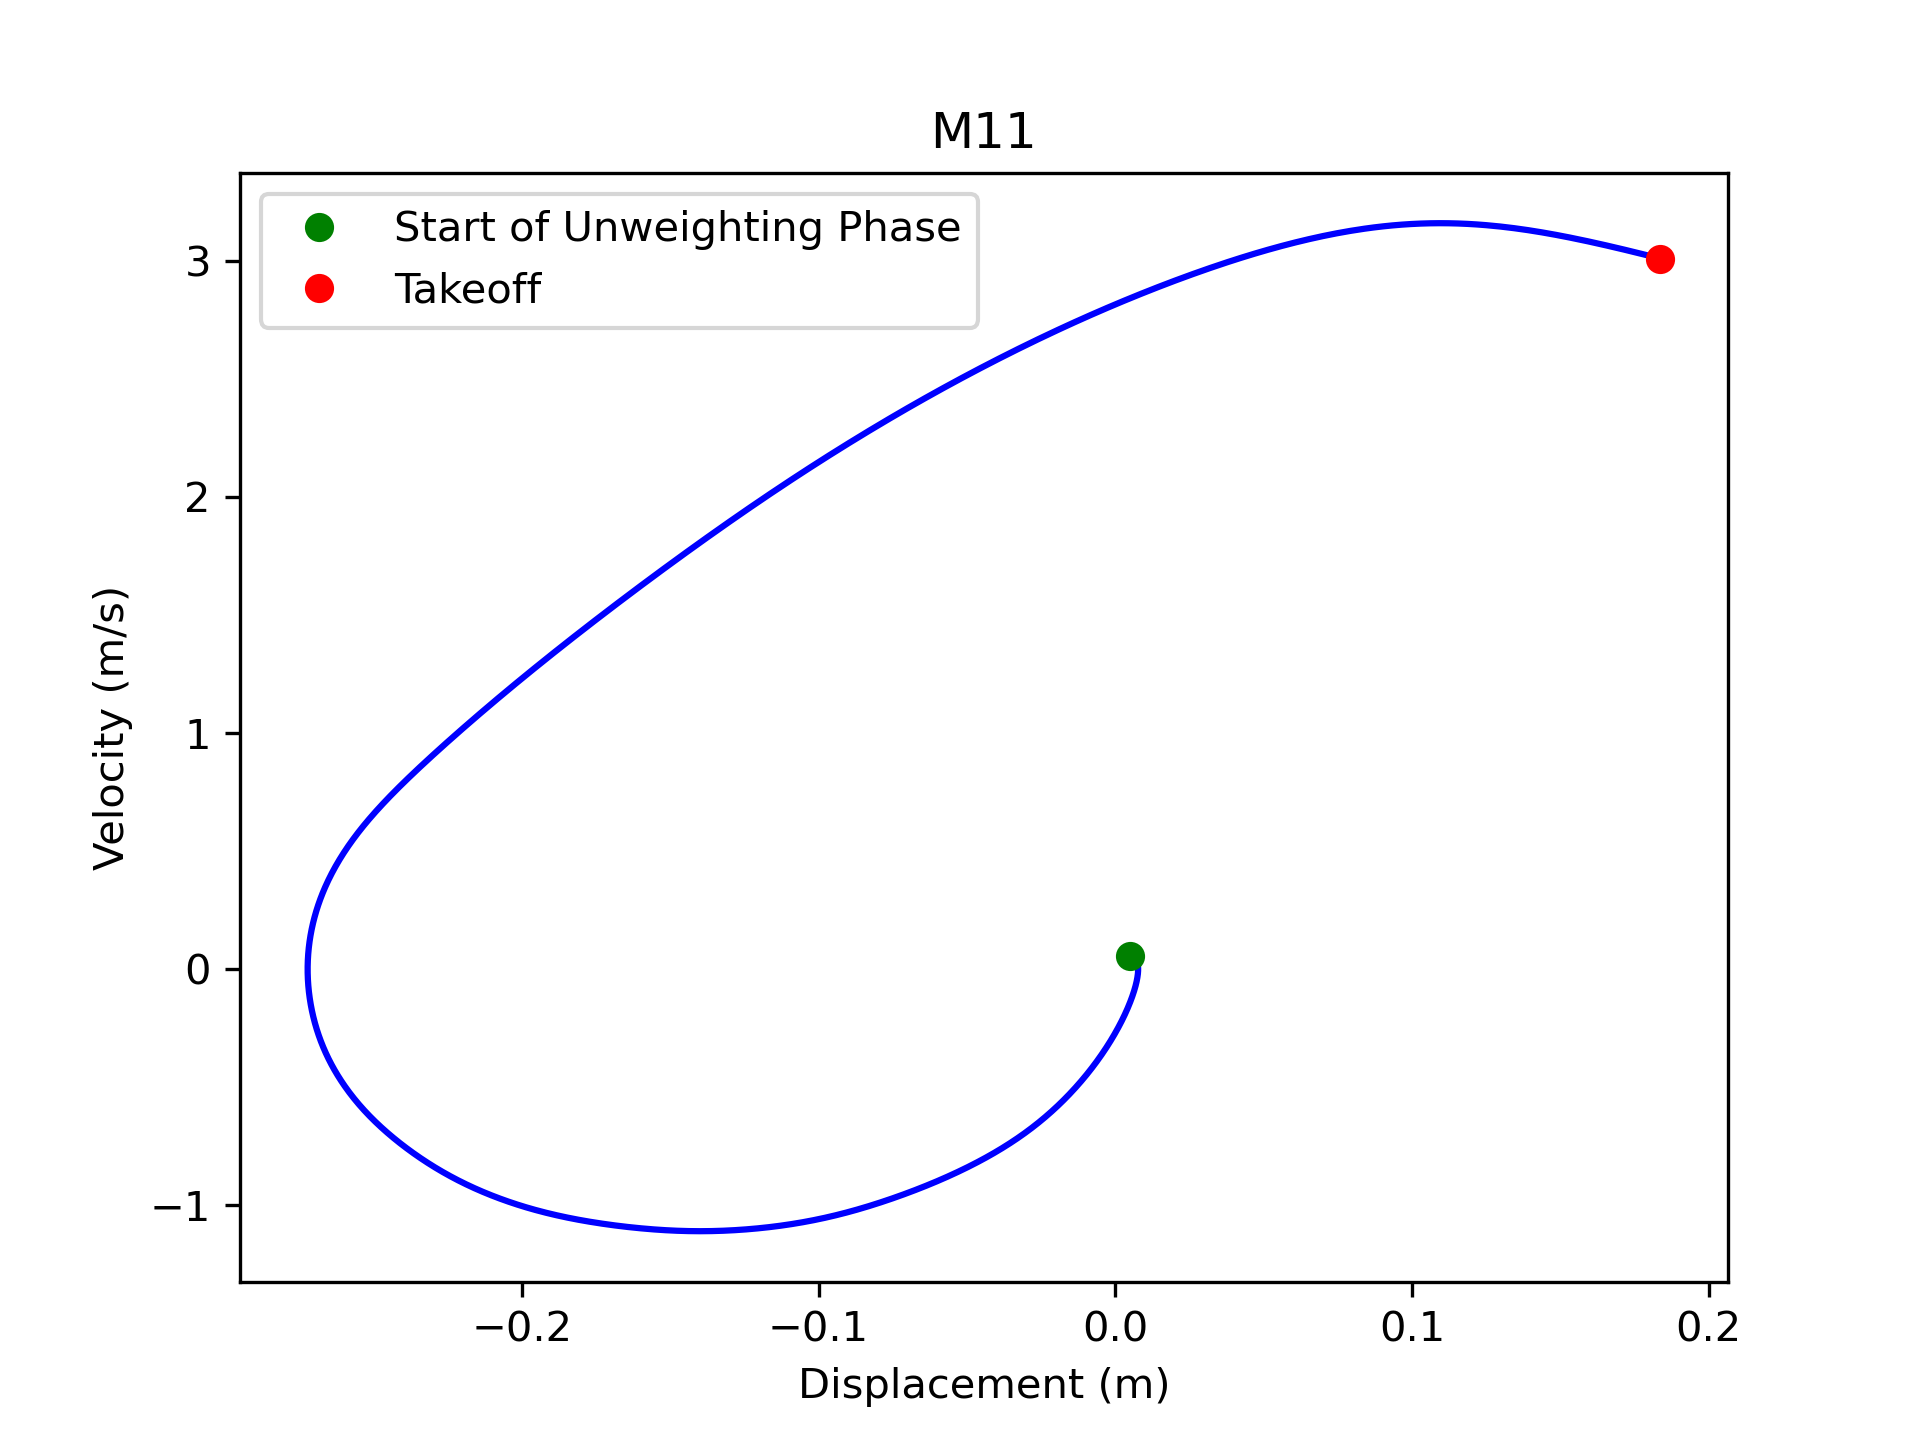 M11
Start of Unweighting Phase
Takeoff
Velocity (m/s)
3
2
1
0
−1
−0.2 −0.1 0.0 0.1 0.2
Displacement (m)